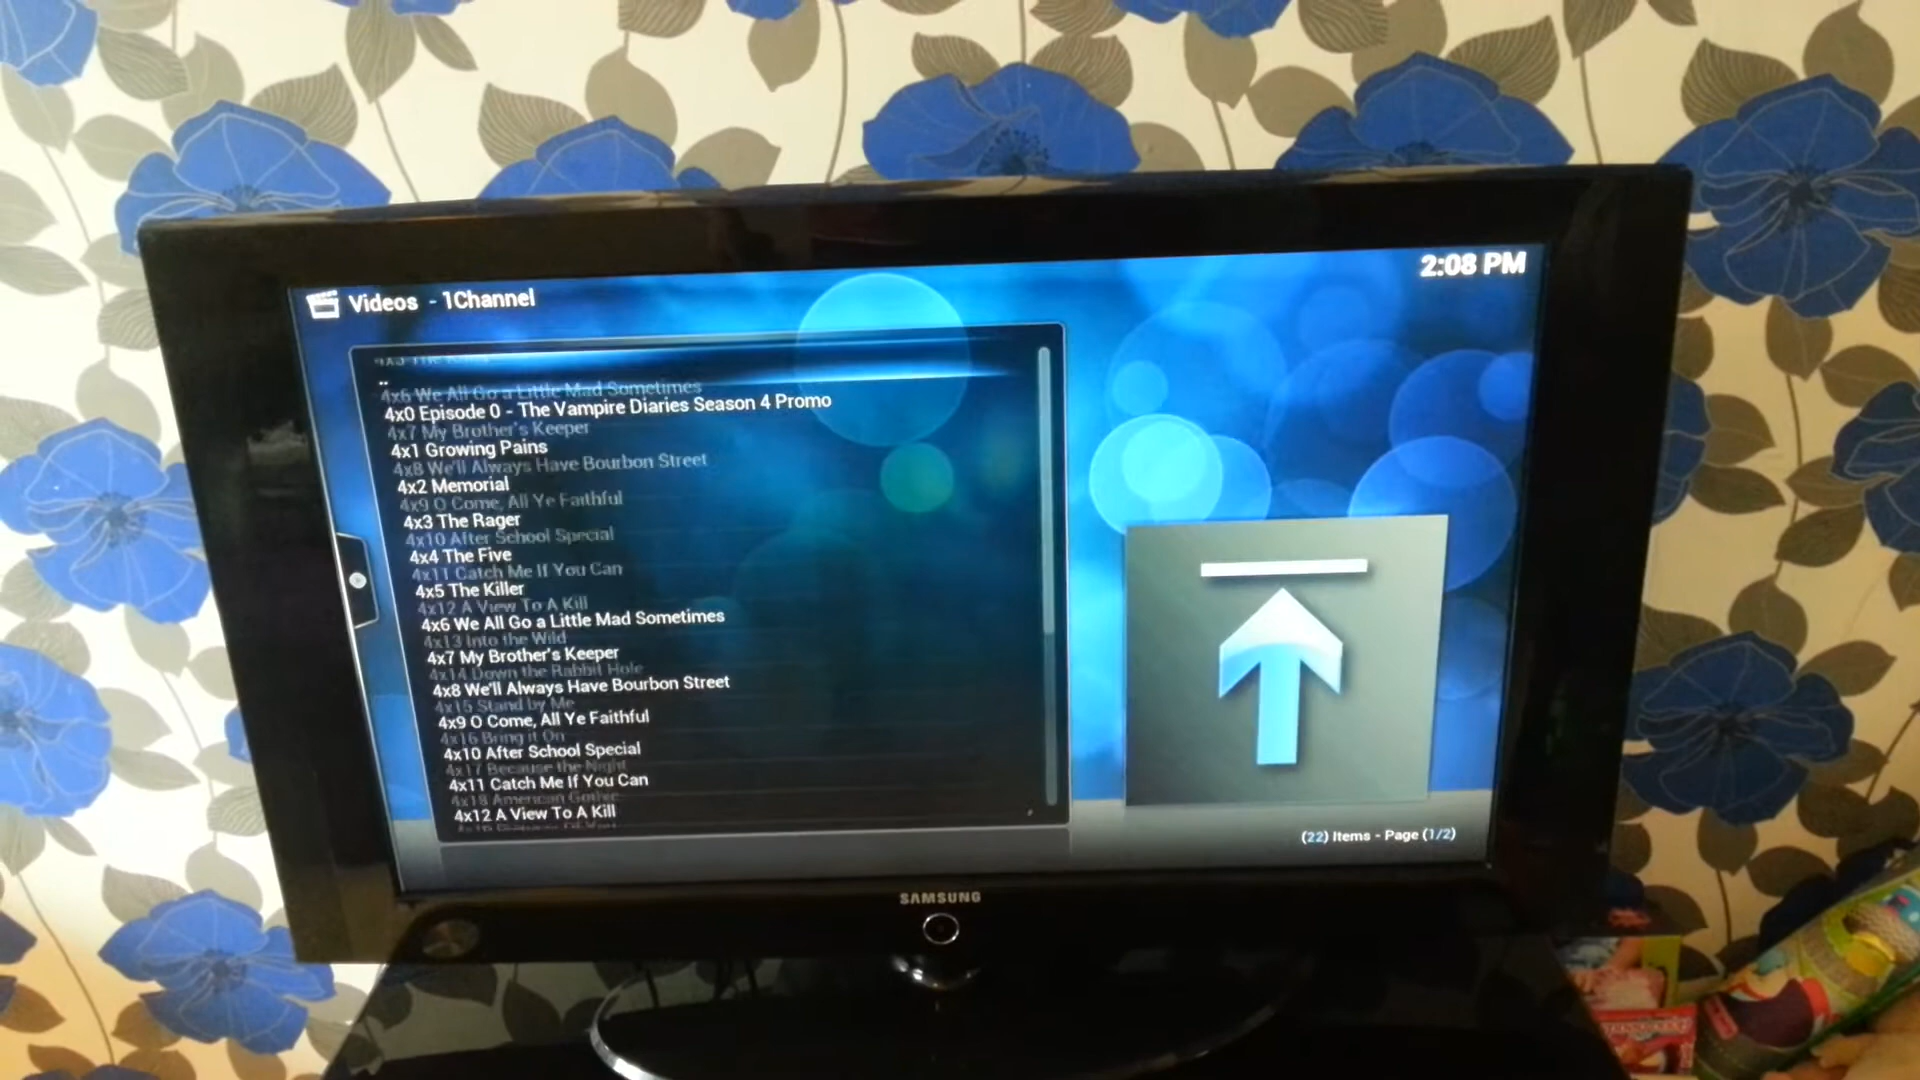 2:08 PM
Videos - 1Channel
..
4x6 We All Go a Little Mad Sometimes
4x0 Episode 0 - The Vampire Diaries Season 4 Promo
4x7 My Brother's Keeper
4x1 Growing Pains
4x8 We'll Always Have Bourbon Street
4x2 Memorial
4x9 O Come, All Ye Faithful
4x3 The Rager
4x10 After School Special
4x4 The Five
4x11 Catch Me If You Can
4x5 The Killer
4x12 A View To A Kill
4x6 We All Go a Little Mad Sometimes
4x13 Into the Wild
4x7 My Brother's Keeper
4x14 Down the Rabbit Hole
4x8 We'll Always Have Bourbon Street
4x15 Stand by Me
4x9 O Come, All Ye Faithful
4x16 Bring it On
4x10 After School Special
4x17 Because the Night
4x11 Catch Me If You Can
4x18 American Gothic
4x12 A View To A Kill
(22) Items - Page (1/2)
SAMSUNG